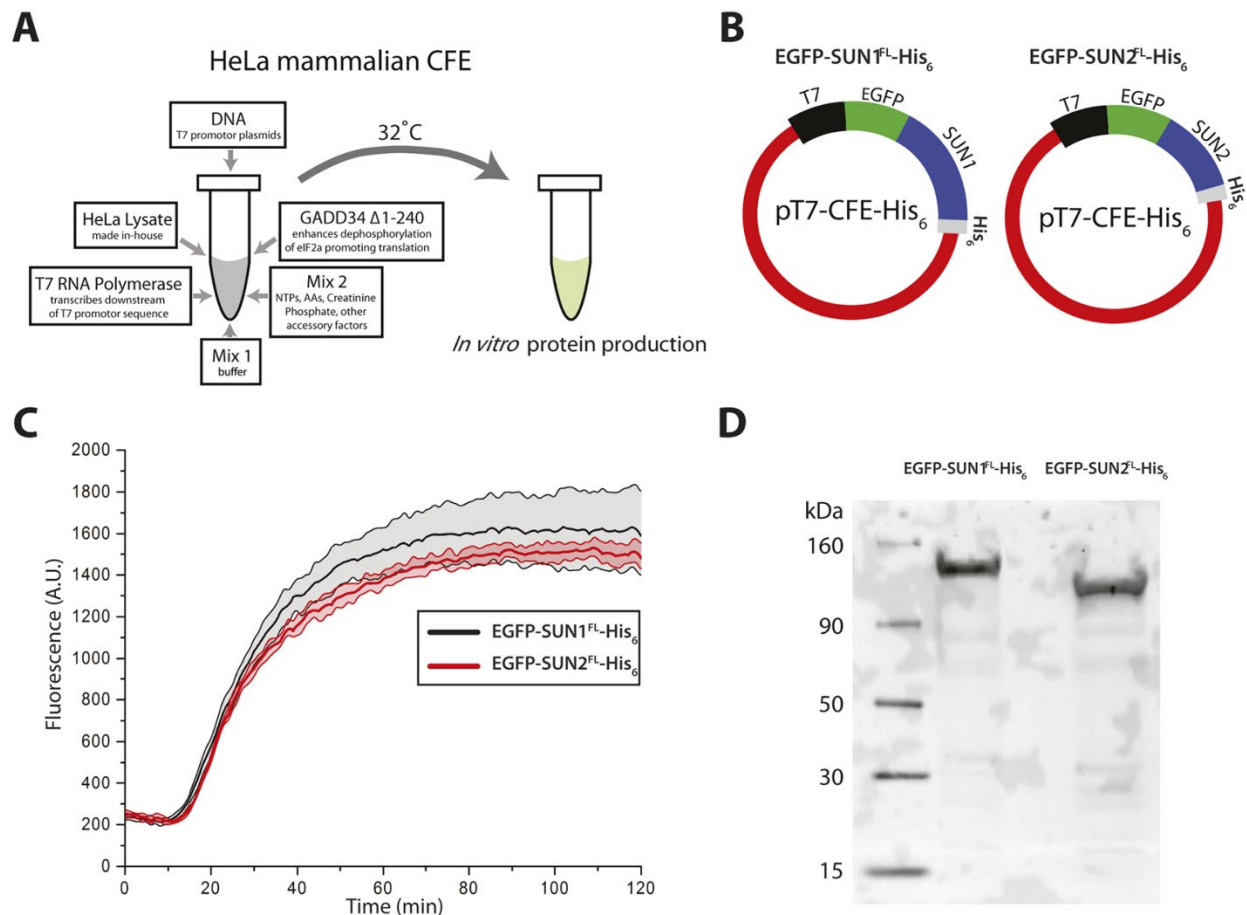 A
HeLa mammalian CFE
DNA
T7 promotor plasmids
32˚C
HeLa Lysate
made in-house
GADD34 Δ1-240
enhances dephosphorylation
of eIF2a promoting translation
T7 RNA Polymerase
transcribes downstream
of T7 promotor sequence
Mix 2
NTPs, AAs, Creatinine
Phosphate, other
accessory factors
Mix 1
buffer
In vitro protein production
B
EGFP-SUN1FL-His6
T7
EGFP
SUN1
His6
pT7-CFE-His6
EGFP-SUN2FL-His6
T7
EGFP
SUN2
His6
pT7-CFE-His6
C
Fluorescence (A.U.)
2000
1800
1600
1400
1200
1000
800
600
400
200
0
0 20 40 60 80 100 120
Time (min)
EGFP-SUN1FL-His6
EGFP-SUN2FL-His6
D
EGFP-SUN1FL-His6 EGFP-SUN2FL-His6
kDa
160
90
50
30
15